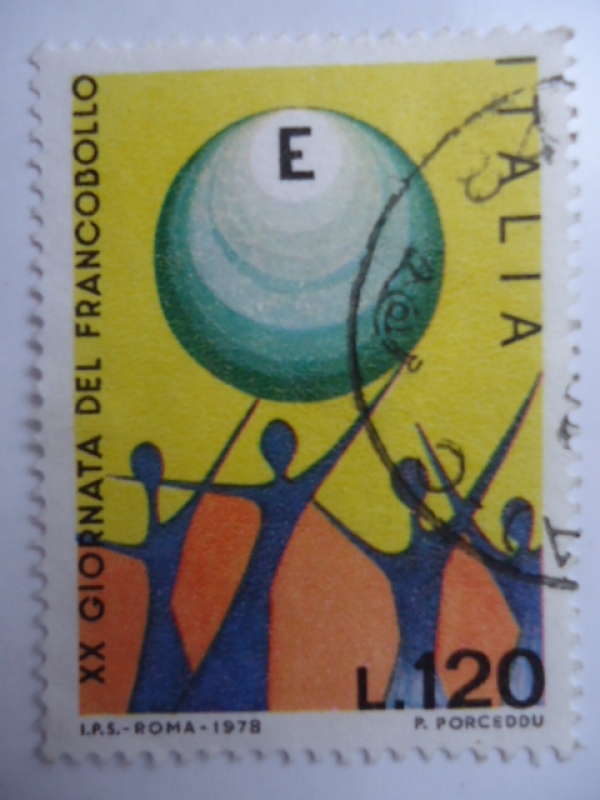 E
ITALIA
XX GIORNATA DEL FRANCOBOLLO
L.120
I.P.S.-ROMA-1978
P. PORCEDDU